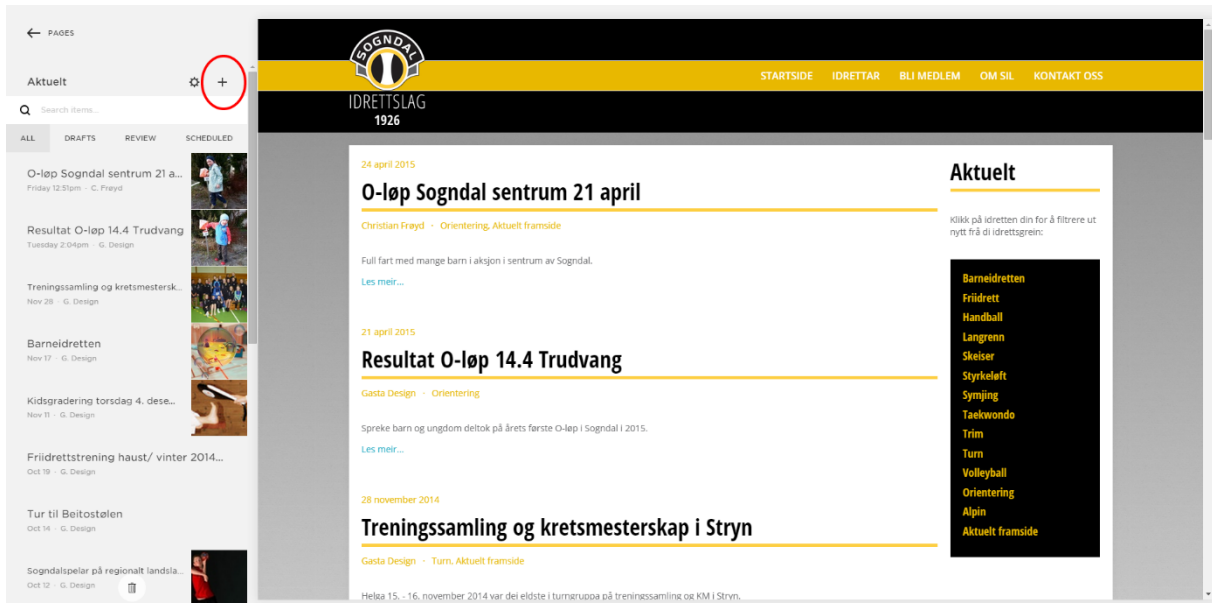 PAGES
Aktuelt
Search items...
ALL DRAFTS REVIEW SCHEDULED
O-løp Sogndal sentrum 21 a...
Friday 12:51pm · C. Frøyd
Resultat O-løp 14.4 Trudvang
Tuesday 2:04pm · G. Design
Treningssamling og kretsmestersk...
Nov 28 · G. Design
Barneidretten
Nov 17 · G. Design
Kidsgradering torsdag 4. dese...
Nov 11 · G. Design
Friidrettstrening haust/ vinter 2014...
Oct 19 · G. Design
Tur til Beitostølen
Oct 14 · G. Design
Sogndalspelar på regionalt landsla...
Oct 12 · G. Design
SOGNDAL
IDRETTSLAG
1926
STARTSIDE IDRETTAR BLI MEDLEM OM SIL KONTAKT OSS
24 april 2015
O-løp Sogndal sentrum 21 april
Christian Frøyd · Orientering, Aktuelt framside
Full fart med mange barn i aksjon i sentrum av Sogndal.
Les meir...
21 april 2015
Resultat O-løp 14.4 Trudvang
Gasta Design · Orientering
Spreke barn og ungdom deltok på årets første O-løp i Sogndal i 2015.
Les meir...
28 november 2014
Treningssamling og kretsmesterskap i Stryn
Gasta Design · Turn, Aktuelt framside
Helga 15. - 16. november 2014 var dei eldste i turngruppa på treningssamling og KM i Stryn.
Aktuelt
Klikk på idretten din for å filtrere ut
nytt frå di idrettsgrein:
Barneidretten
Friidrett
Handball
Langrenn
Skeiser
Styrkeløft
Symjing
Taekwondo
Trim
Turn
Volleyball
Orientering
Alpin
Aktuelt framside